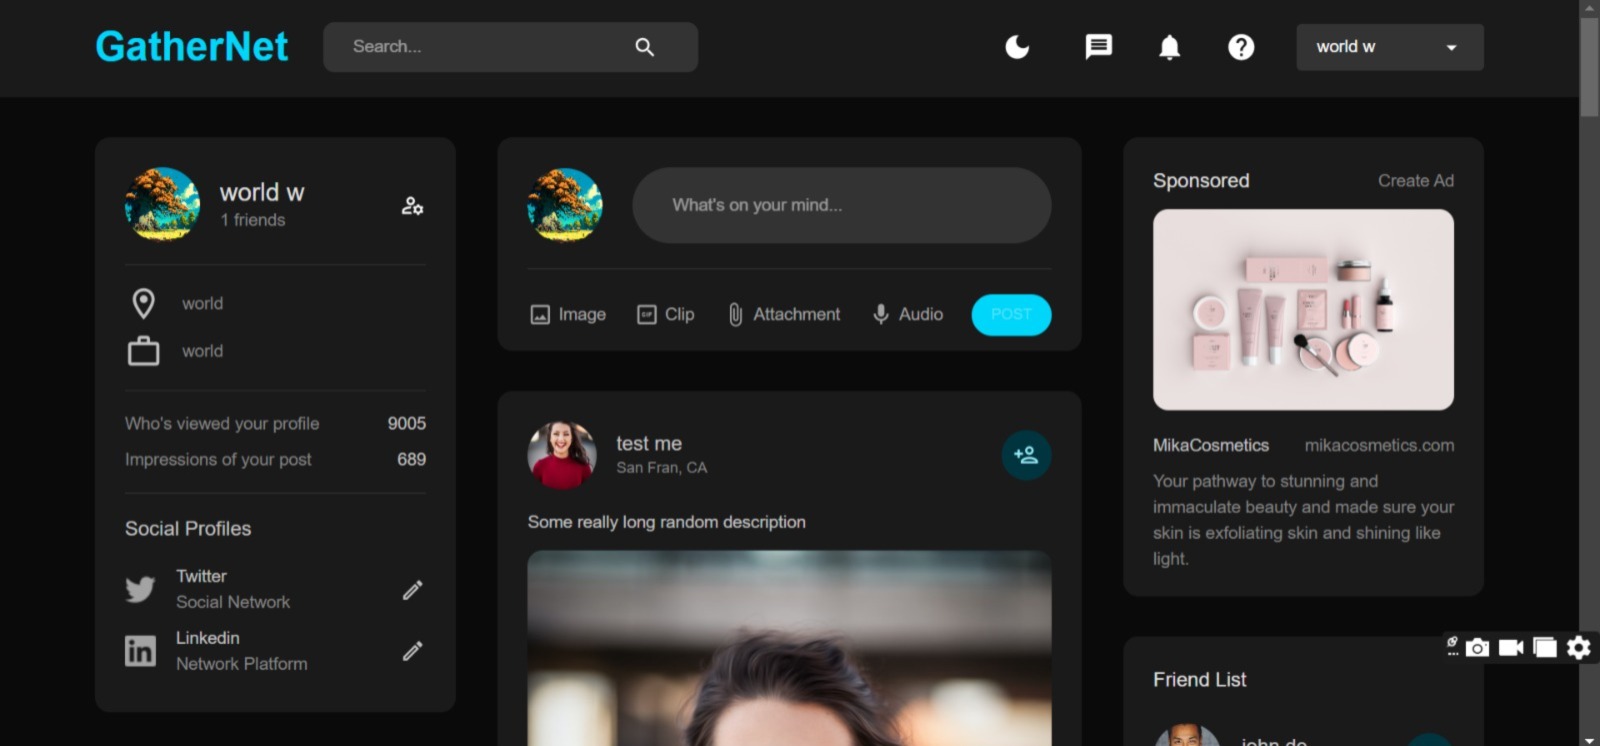 GatherNet
Search...
world w
world w
1 friends
world
world
Who's viewed your profile 9005
Impressions of your post 689
Social Profiles
Twitter
Social Network
Linkedin
Network Platform
What's on your mind...
Image
GIF
Clip
Attachment
Audio
POST
test me
San Fran, CA
Some really long random description
Sponsored
Create Ad
MikaCosmetics
mikacosmetics.com
Your pathway to stunning and
immaculate beauty and made sure your
skin is exfoliating skin and shining like
light.
Friend List
john do